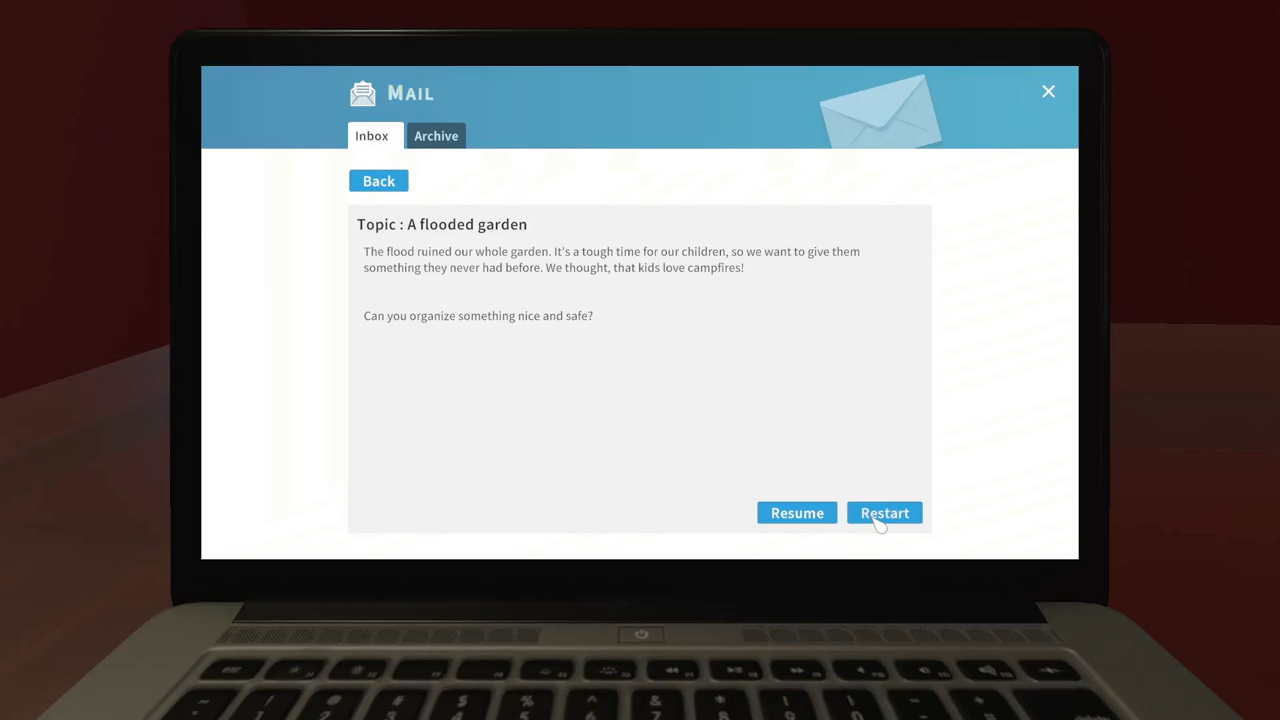 MAIL
Inbox
Archive
Back
Topic : A flooded garden
The flood ruined our whole garden. It's a tough time for our children, so we want to give them
something they never had before. We thought, that kids love campfires!
Can you organize something nice and safe?
Resume
Restart
esc